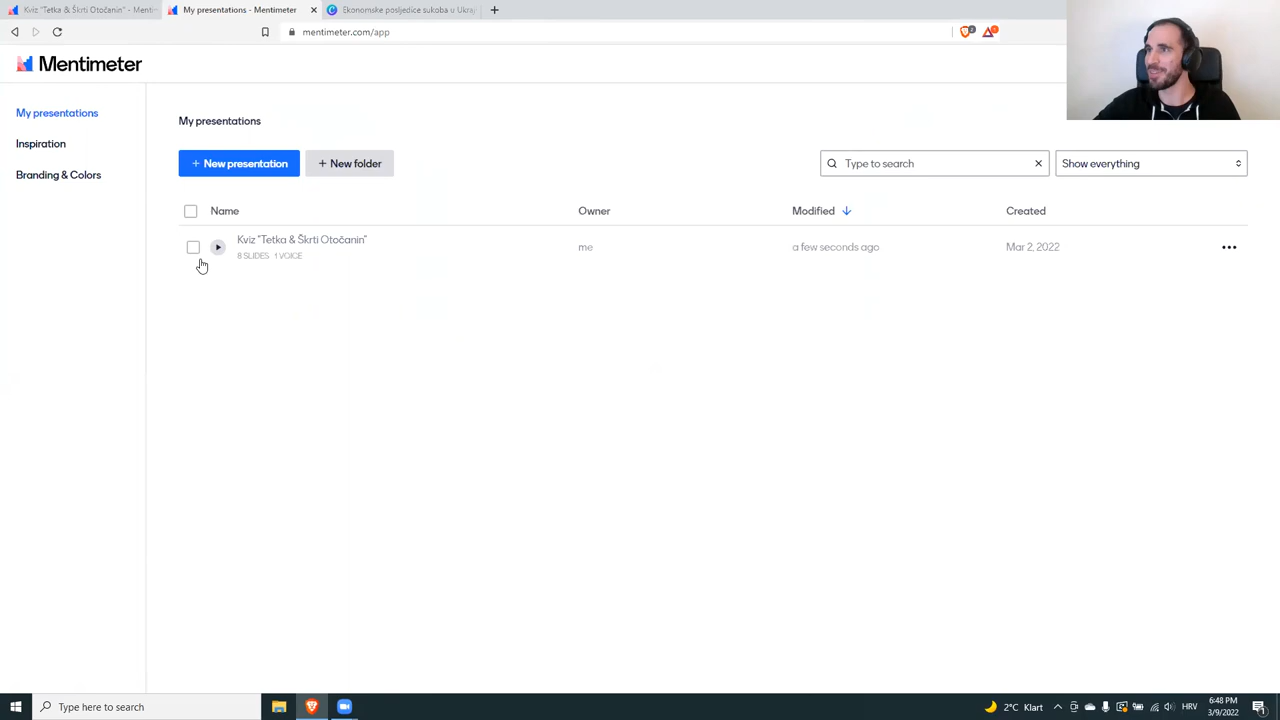 Kviz "Tetka & Škrti Otočanin" - Menti
My presentations - Mentimeter
Ekonomske posljedice sukoba u Ukraj
mentimeter.com/app
Mentimeter
My presentations
Inspiration
Branding & Colors
My presentations
+ New presentation
+ New folder
Type to search
Show everything
Name
Owner
Modified
Created
Kviz "Tetka & Škrti Otočanin"
8 SLIDES 1 VOICE
me
a few seconds ago
Mar 2, 2022
Type here to search
2°C Klart
HRV
6:48 PM
3/9/2022